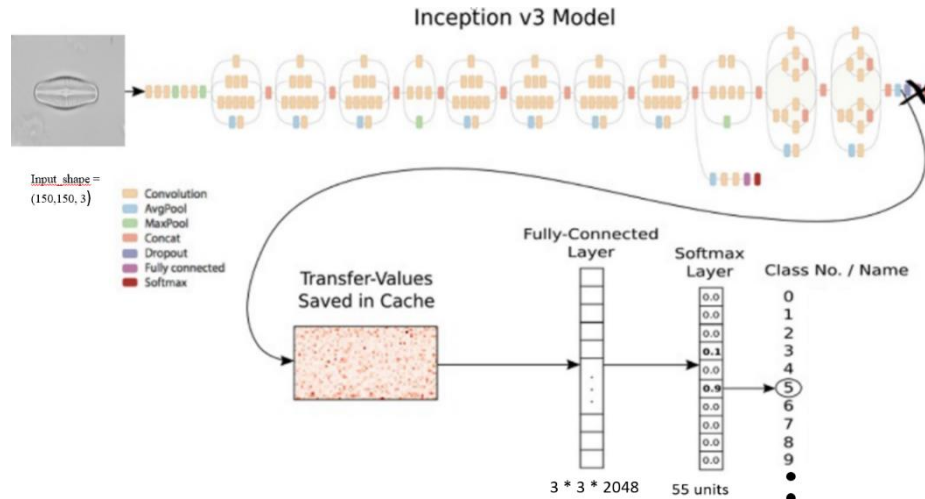 Inception v3 Model
Input_shape =
(150,150, 3)
Convolution
AvgPool
MaxPool
Concat
Dropout
Fully connected
Softmax
Transfer-Values
Saved in Cache
Fully-Connected
Layer
Softmax
Layer
Class No. / Name
0.0
0.0
0.0
0.1
0.0
0.9
0.0
0.0
0.0
0.0
0
1
2
3
4
5
6
7
8
9
3 * 3 * 2048
55 units